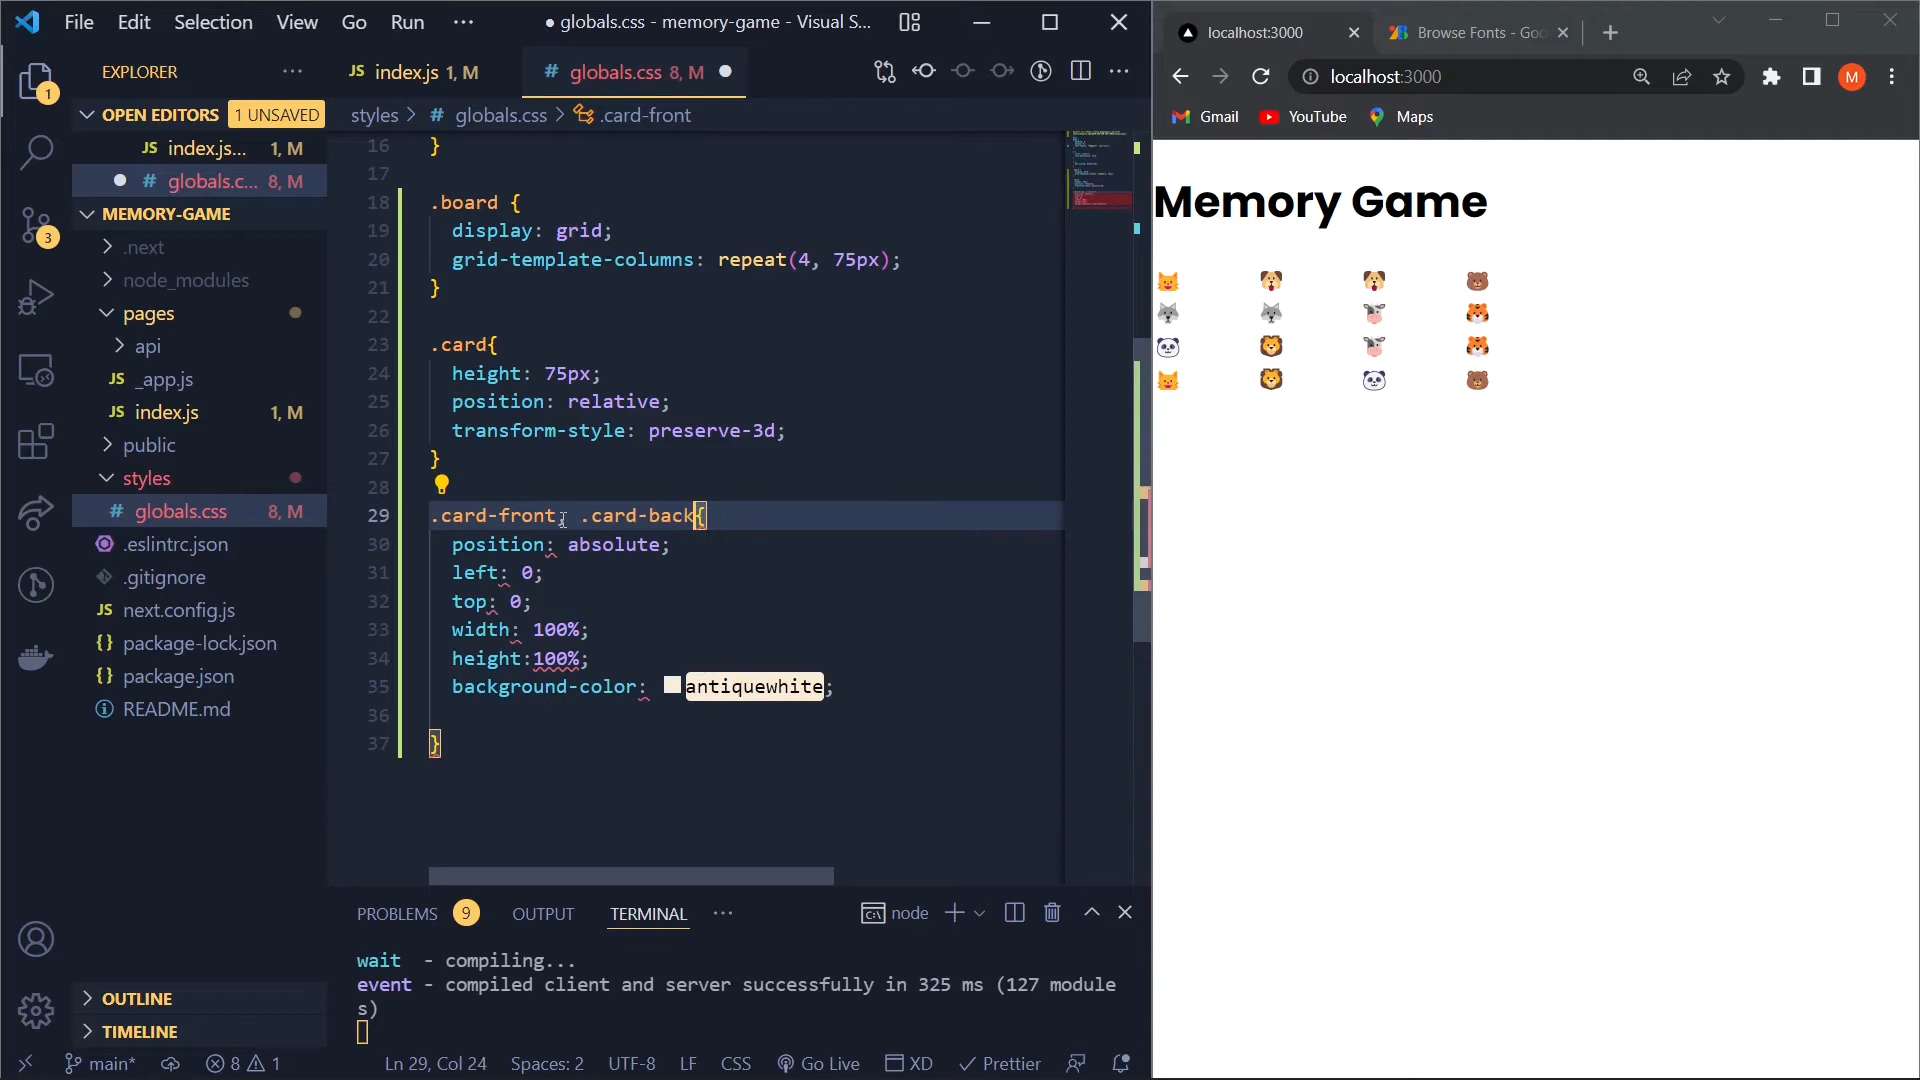 File Edit Selection View Go Run ··· ● globals.css - memory-game - Visual S...
EXPLORER ···
OPEN EDITORS 1 UNSAVED
JS index.js... 1, M
# globals.c... 8, M
MEMORY-GAME
.next
node_modules
pages
api
JS _app.js
JS index.js 1, M
public
styles
# globals.css 8, M
.eslintrc.json
.gitignore
JS next.config.js
{} package-lock.json
{} package.json
README.md
OUTLINE
TIMELINE
1
3
JS index.js 1, M # globals.css 8, M ●
styles > # globals.css > .card-front
16 }
17
18 .board {
19 display: grid;
20 grid-template-columns: repeat(4, 75px);
21 }
22
23 .card{
24 height: 75px;
25 position: relative;
26 transform-style: preserve-3d;
27 }
28
29 .card-front; .card-back{
30 position: absolute;
31 left: 0;
32 top: 0;
33 width: 100%;
34 height:100%;
35 background-color: antiquewhite;
36
37 }
PROBLEMS 9 OUTPUT TERMINAL ··· node
wait - compiling...
event - compiled client and server successfully in 325 ms (127 module
s)
main* 8 1 Ln 29, Col 24 Spaces: 2 UTF-8 LF CSS Go Live XD Prettier
localhost:3000 Browse Fonts - Goo
localhost:3000 M
Gmail YouTube Maps
Memory Game